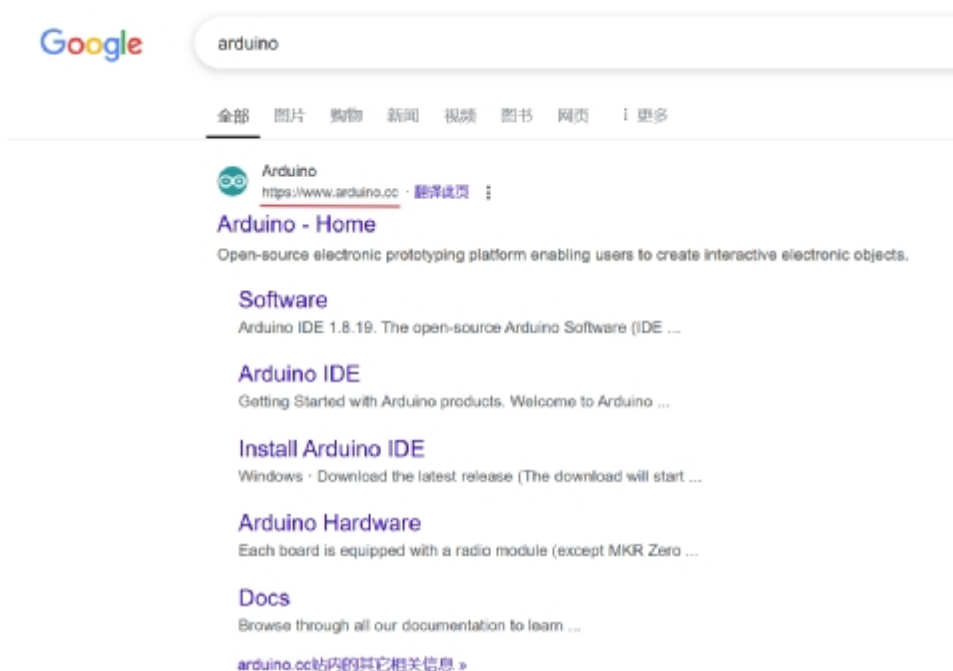 Google
arduino
全部 图片 购物 新闻 视频 图书 网页 ⁝ 更多
Arduino
https://www.arduino.cc · 翻译此页
Arduino - Home
Open-source electronic prototyping platform enabling users to create interactive electronic objects.
Software
Arduino IDE 1.8.19. The open-source Arduino Software (IDE ...
Arduino IDE
Getting Started with Arduino products. Welcome to Arduino ...
Install Arduino IDE
Windows · Download the latest release (The download will start ...
Arduino Hardware
Each board is equipped with a radio module (except MKR Zero ...
Docs
Browse through all our documentation to learn ...
arduino.cc站内的其它相关信息 »